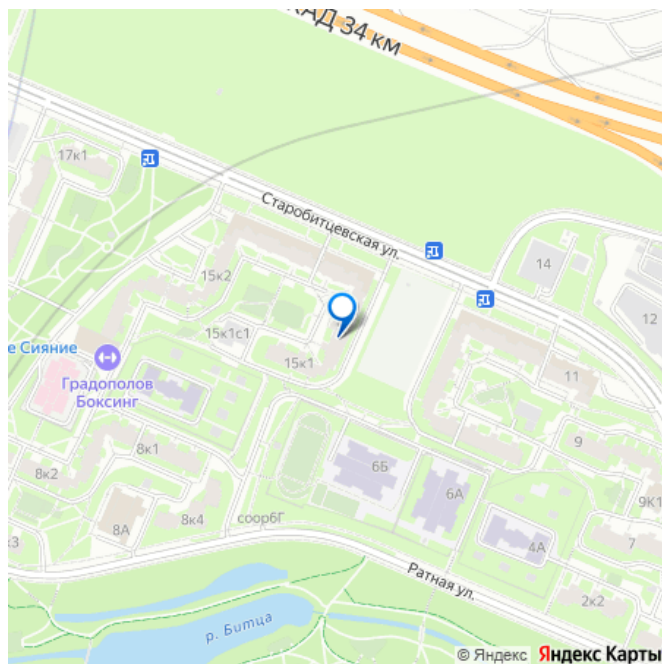 КАД 34 км
17к1
Старобитцевская ул.
14
12
15к2
15к1с1
15к1
е Сияние
Градополов
Боксинг
11
9
9К1
8к1
8к2
6Б
6А
8А
8к4
соор6Г
7
4А
к3
Ратная ул.
2к2
р. Битца
© Яндекс Яндекс Карты